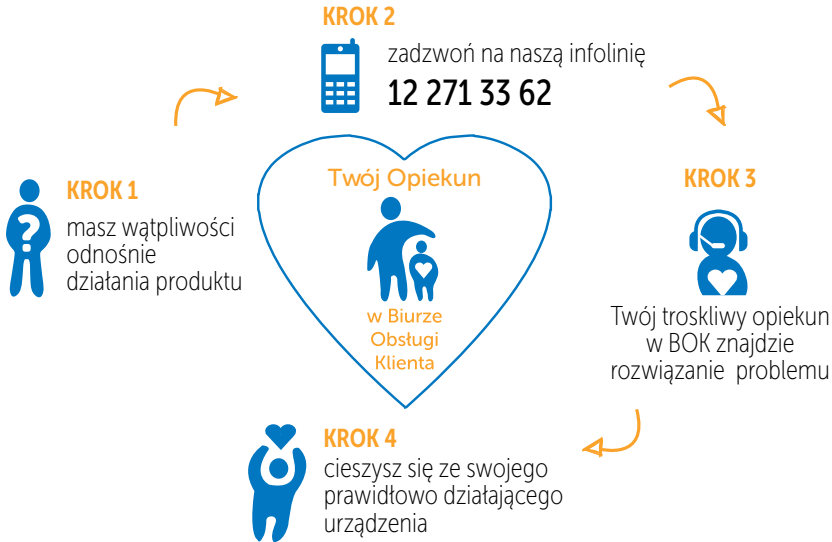 KROK 1
masz wątpliwości
odnośnie
działania produktu
KROK 2
zadzwoń na naszą infolinię
12 271 33 62
KROK 3
Twój troskliwy opiekun
w BOK znajdzie
rozwiązanie problemu
KROK 4
cieszysz się ze swojego
prawidłowo działającego
urządzenia
Twój Opiekun
w Biurze
Obsługi
Klienta
?